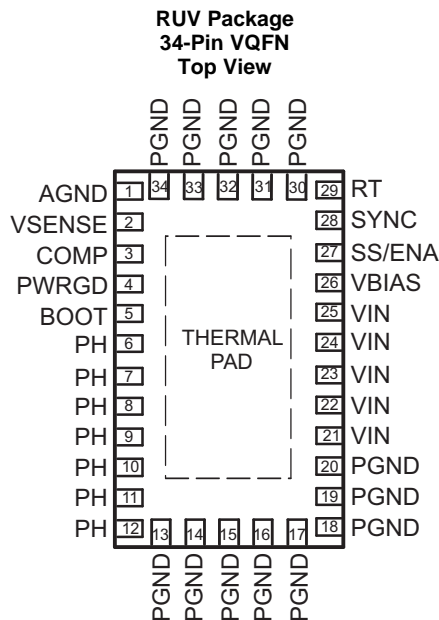 RUV Package
34-Pin VQFN
Top View
PGND
PGND
PGND
PGND
PGND
34
33
32
31
30
AGND 1
VSENSE 2
COMP 3
PWRGD 4
BOOT 5
PH 6
PH 7
PH 8
PH 9
PH 10
PH 11
PH 12
THERMAL
PAD
29 RT
28 SYNC
27 SS/ENA
26 VBIAS
25 VIN
24 VIN
23 VIN
22 VIN
21 VIN
20 PGND
19 PGND
18 PGND
13
14
15
16
17
PGND
PGND
PGND
PGND
PGND